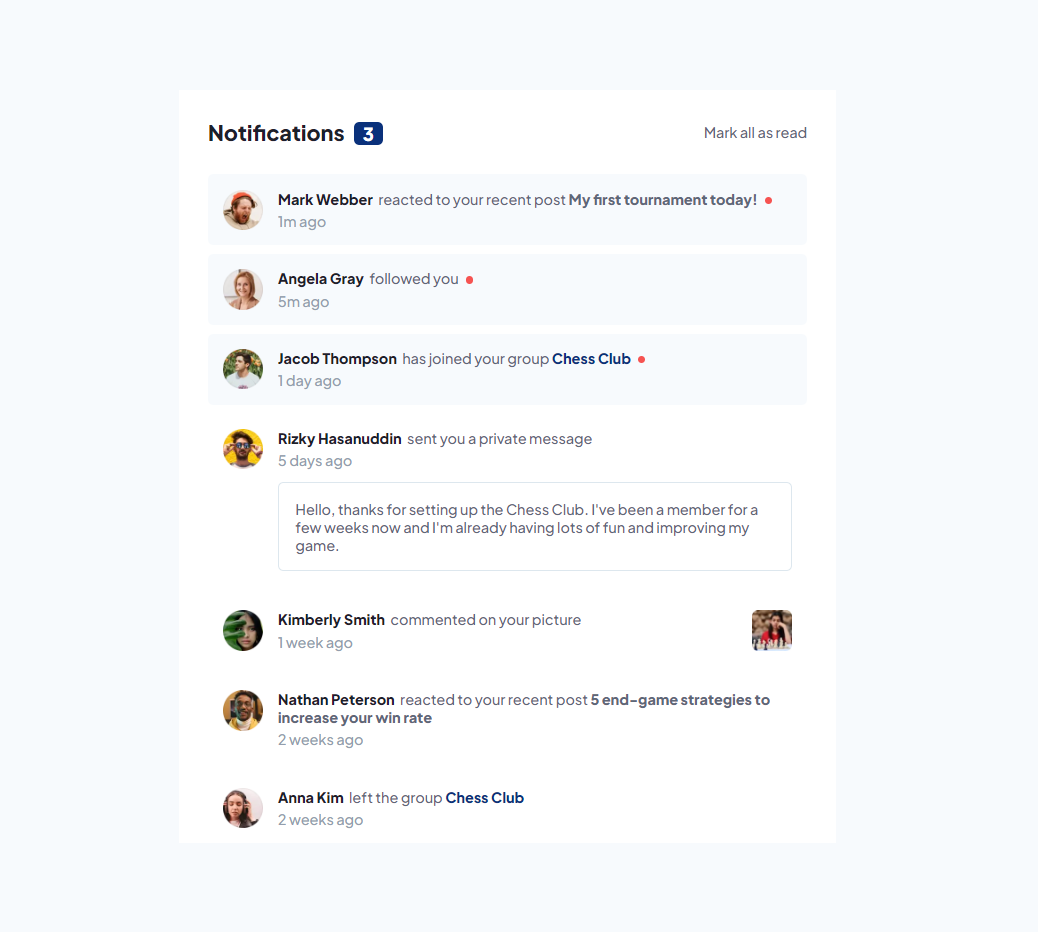 Notifications 3
Mark all as read
Mark Webber reacted to your recent post My first tournament today!
1m ago
Angela Gray followed you
5m ago
Jacob Thompson has joined your group Chess Club
1 day ago
Rizky Hasanuddin sent you a private message
5 days ago
Hello, thanks for setting up the Chess Club. I've been a member for a
few weeks now and I'm already having lots of fun and improving my
game.
Kimberly Smith commented on your picture
1 week ago
Nathan Peterson reacted to your recent post 5 end-game strategies to
increase your win rate
2 weeks ago
Anna Kim left the group Chess Club
2 weeks ago